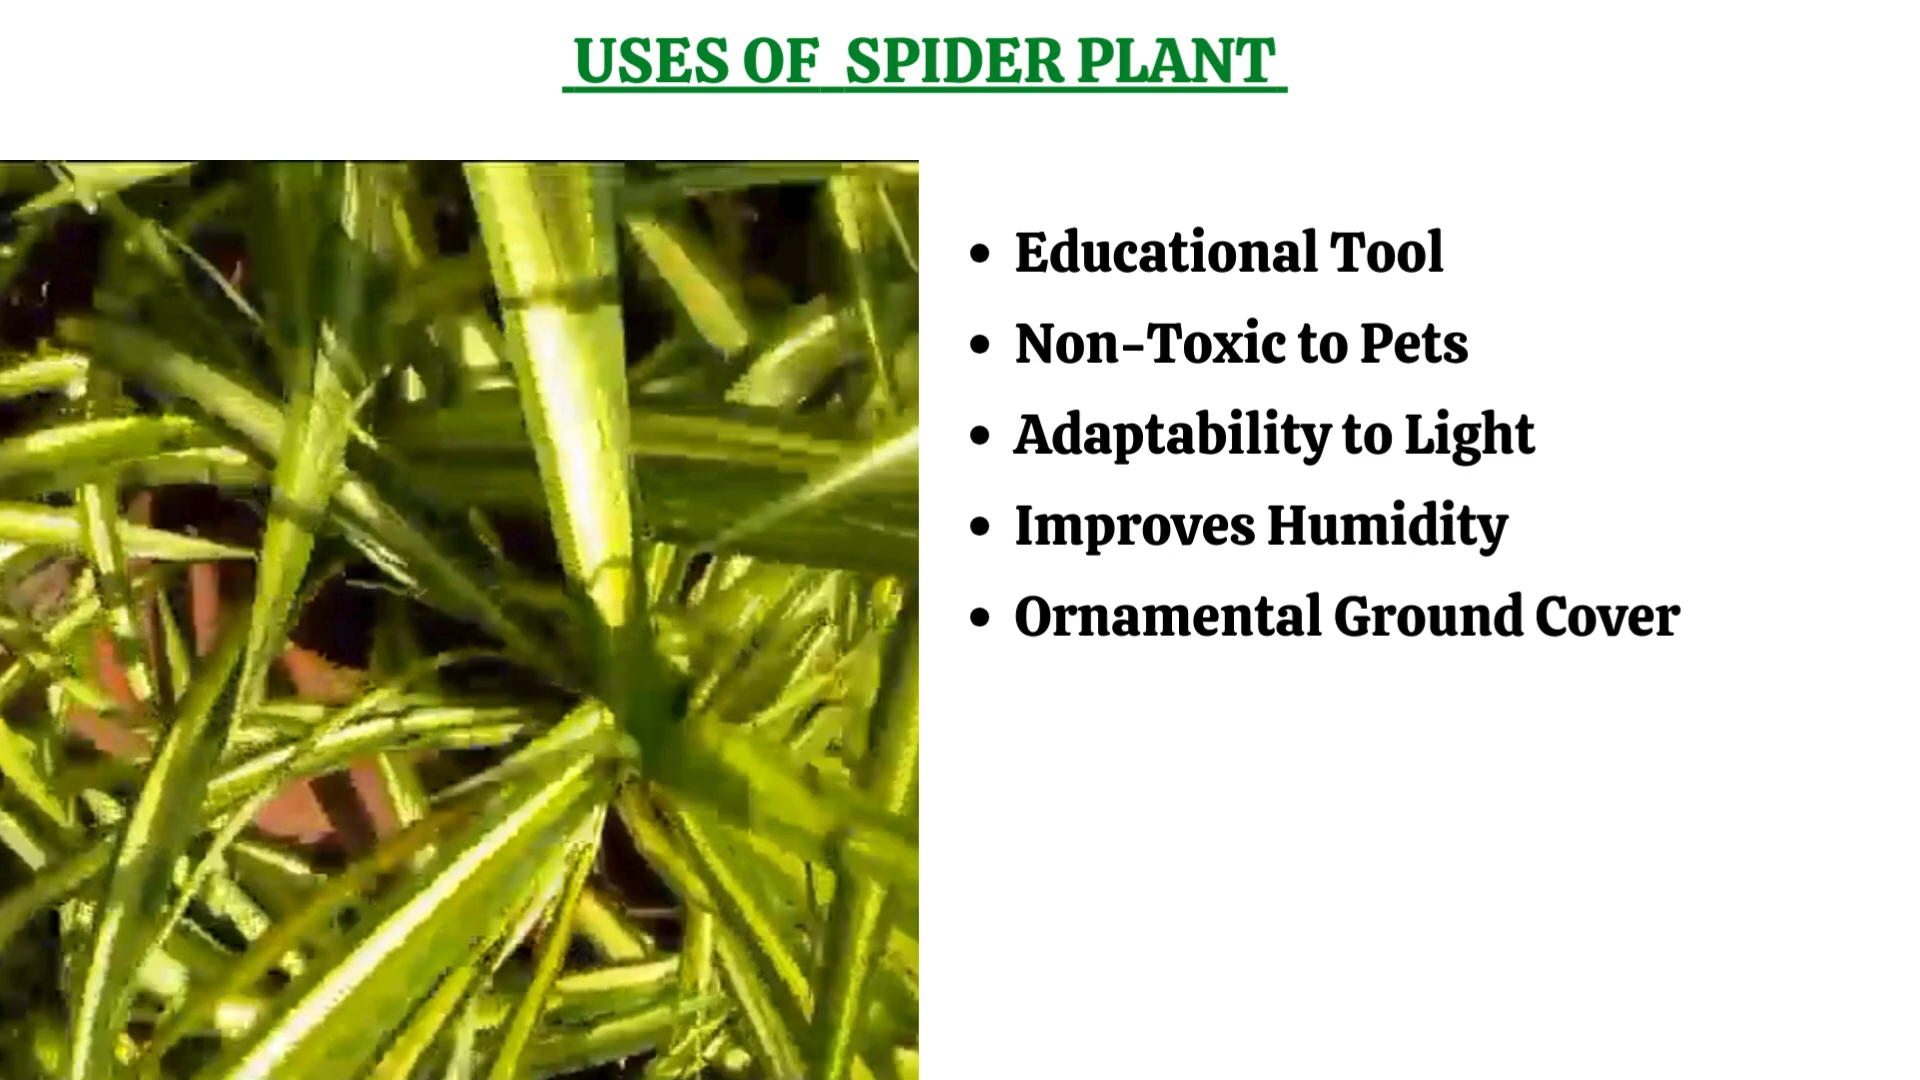 USES OF SPIDER PLANT
• Educational Tool
• Non-Toxic to Pets
• Adaptability to Light
• Improves Humidity
• Ornamental Ground Cover